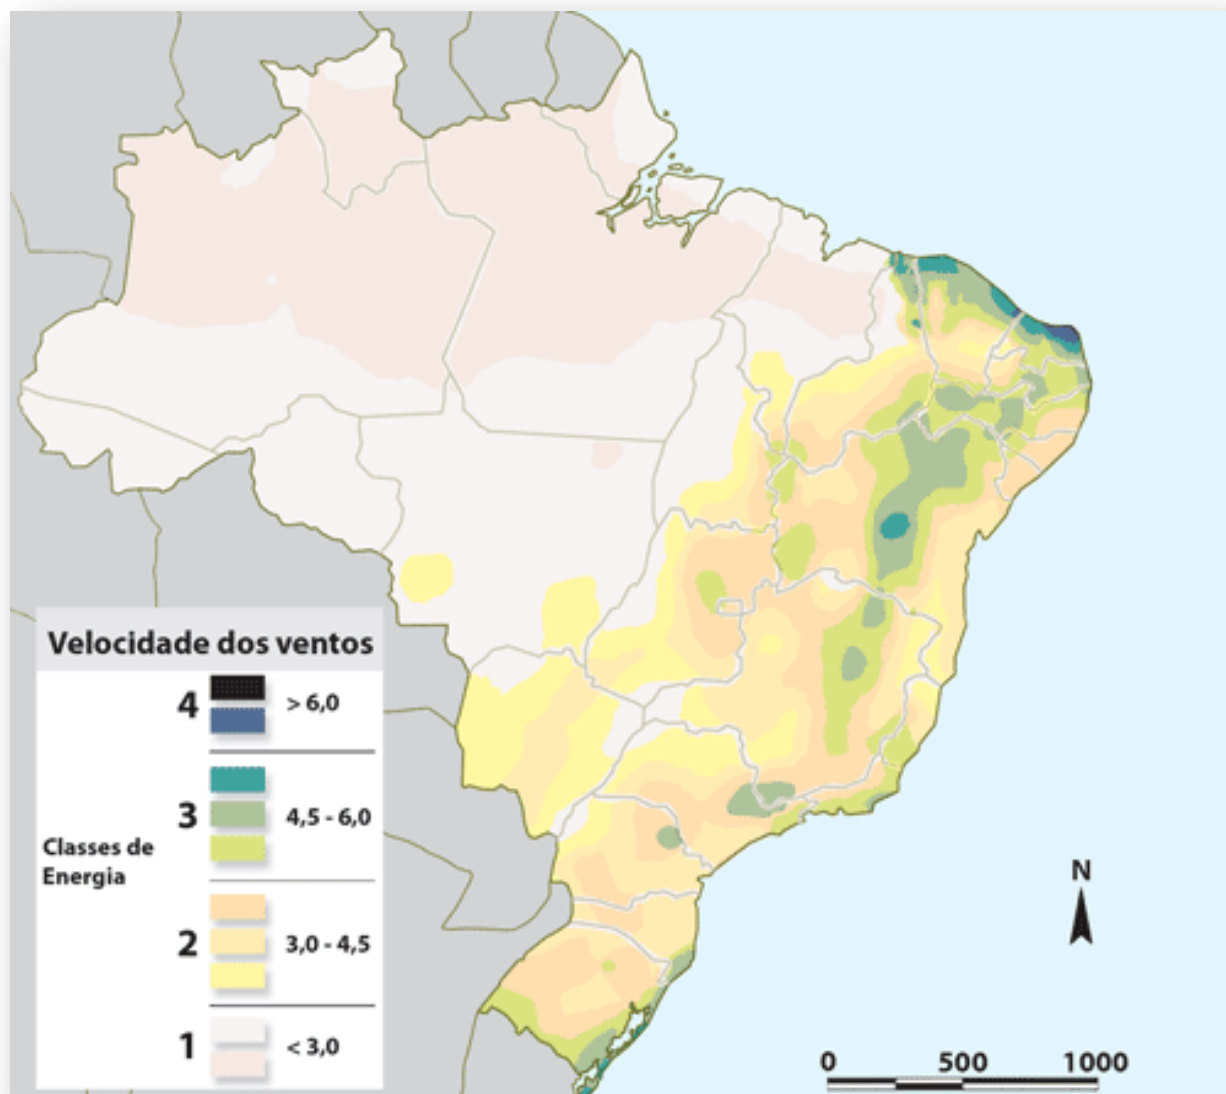 Velocidade dos ventos
4 > 6,0
3 4,5 - 6,0
Classes de
Energia
2 3,0 - 4,5
1 < 3,0
N
0 500 1000